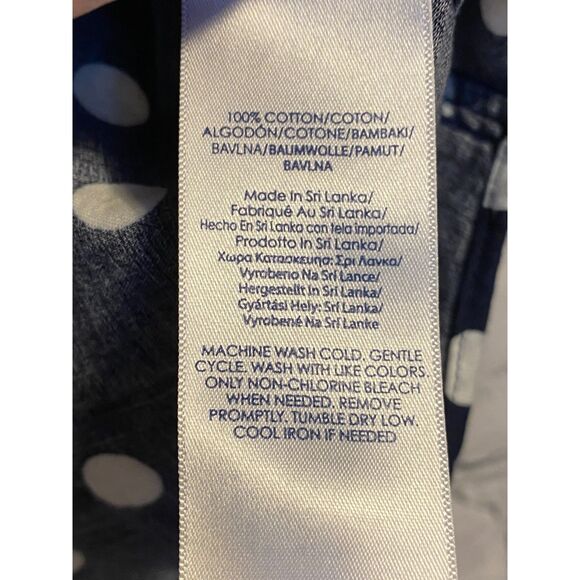 100% COTTON/COTON/
ALGODÓN/COTONE/BAMBAKI/
BAVLNA/BAUMWOLLE/PAMUT/
BAVLNA
Made In Sri Lanka/
Fabriqué Au Sri Lanka/
Hecho En Sri Lanka con tela importada/
Prodotto In Sri Lanka/
Χωρα Κατασκευησ: Σρι Λανκα/
Vyrobeno Na Srí Lance/
Hergestellt In Sri Lanka/
Gyártási Hely: Srí Lanka/
Vyrobené Na Srí Lanke
MACHINE WASH COLD. GENTLE
CYCLE. WASH WITH LIKE COLORS.
ONLY NON-CHLORINE BLEACH
WHEN NEEDED. REMOVE
PROMPTLY. TUMBLE DRY LOW.
COOL IRON IF NEEDED